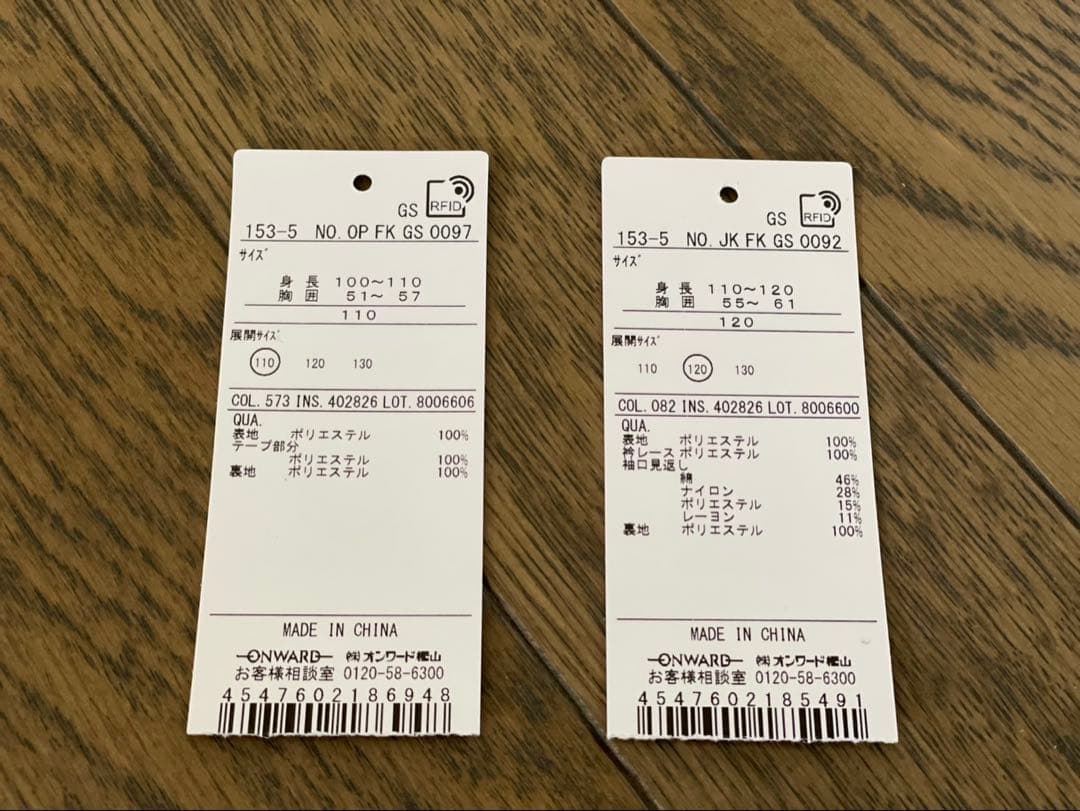 GS RFID
153-5 NO. OP FK GS 0097
サイズ
身長 100～110
胸囲 51～ 57
110
展開サイズ
110 120 130
COL. 573 INS. 402826 LOT. 8006606
QUA.
表地 ポリエステル 100%
テープ部分
ポリエステル 100%
裏地 ポリエステル 100%
MADE IN CHINA
ONWARD ㈱オンワード樫山
お客様相談室 0120-58-6300
4547602186948
GS RFID
153-5 NO. JK FK GS 0092
サイズ
身長 110～120
胸囲 55～ 61
120
展開サイズ
110 120 130
COL. 082 INS. 402826 LOT. 8006600
QUA.
表地 ポリエステル 100%
衿レース ポリエステル 100%
袖口見返し
綿 46%
ナイロン 28%
ポリエステル 15%
レーヨン 11%
裏地 ポリエステル 100%
MADE IN CHINA
ONWARD ㈱オンワード樫山
お客様相談室 0120-58-6300
4547602185491